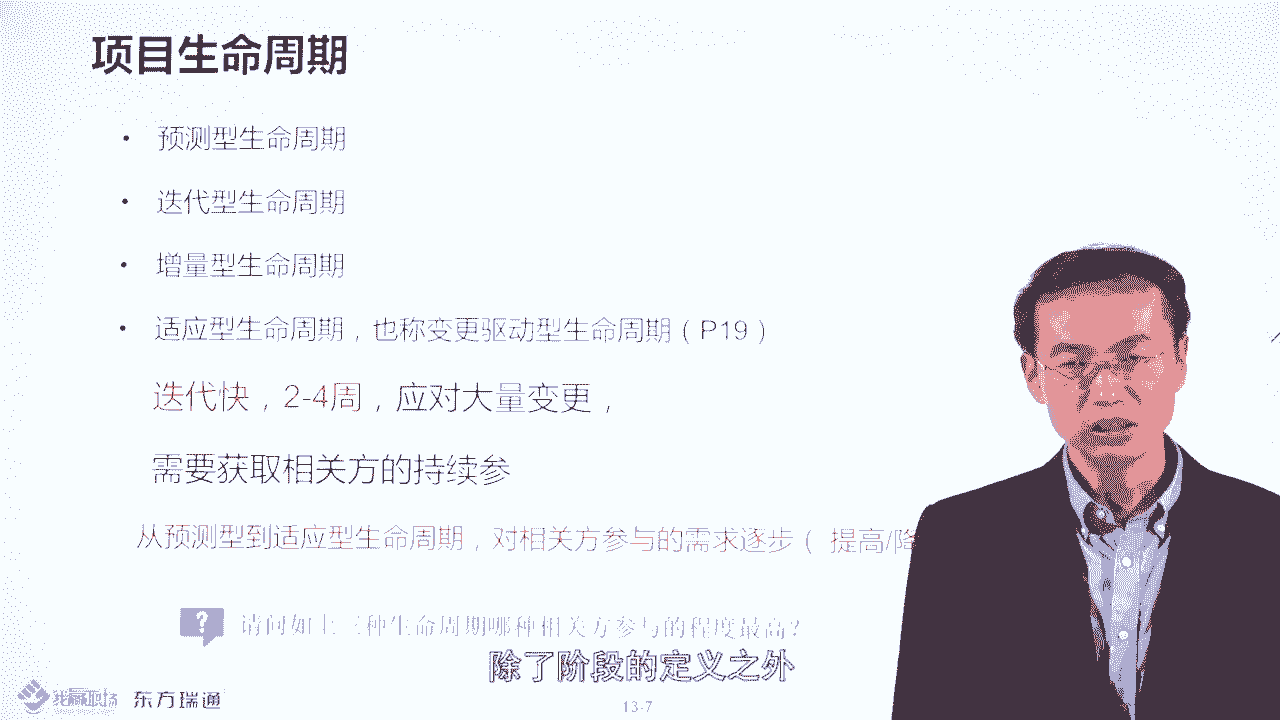 项目生命周期
• 预测型生命周期
• 迭代型生命周期
• 增量型生命周期
• 适应型生命周期，也称变更驱动型生命周期（P19）
迭代快，2-4周，应对大量变更，
需要获取相关方的持续参
从预测型到适应型生命周期，对相关方参与的需求逐步（ 提高/降
? 请问如上三种生命周期哪种相关方参与的程度最高？
除了阶段的定义之外
东方瑞通
13-7